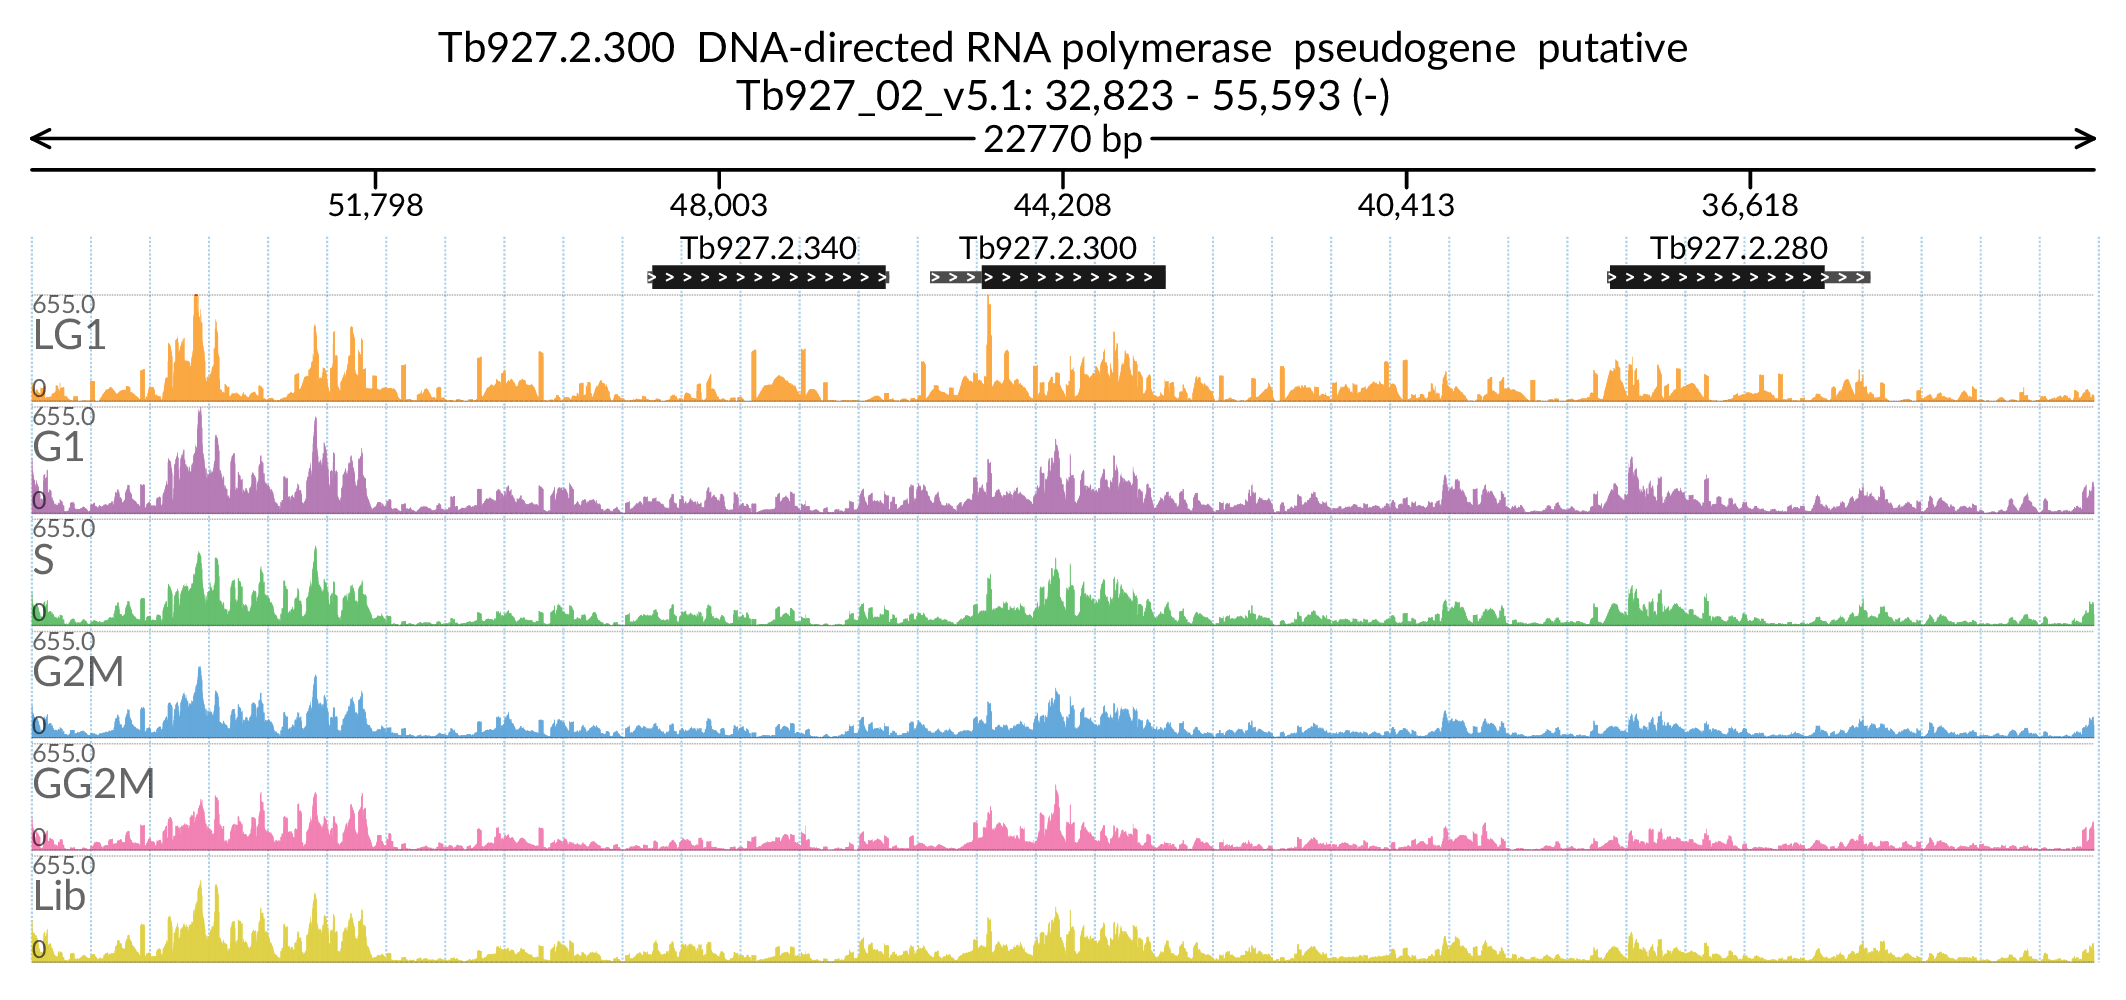 Tb927.2.300  DNA-directed RNA polymerase  pseudogene  putative
Tb927_02_v5.1: 32,823 - 55,593 (-)
22770 bp
51,798 48,003 44,208 40,413 36,618
Tb927.2.340 Tb927.2.300 Tb927.2.280
655.0
LG1
0
655.0
G1
0
655.0
S
0
655.0
G2M
0
655.0
GG2M
0
655.0
Lib
0